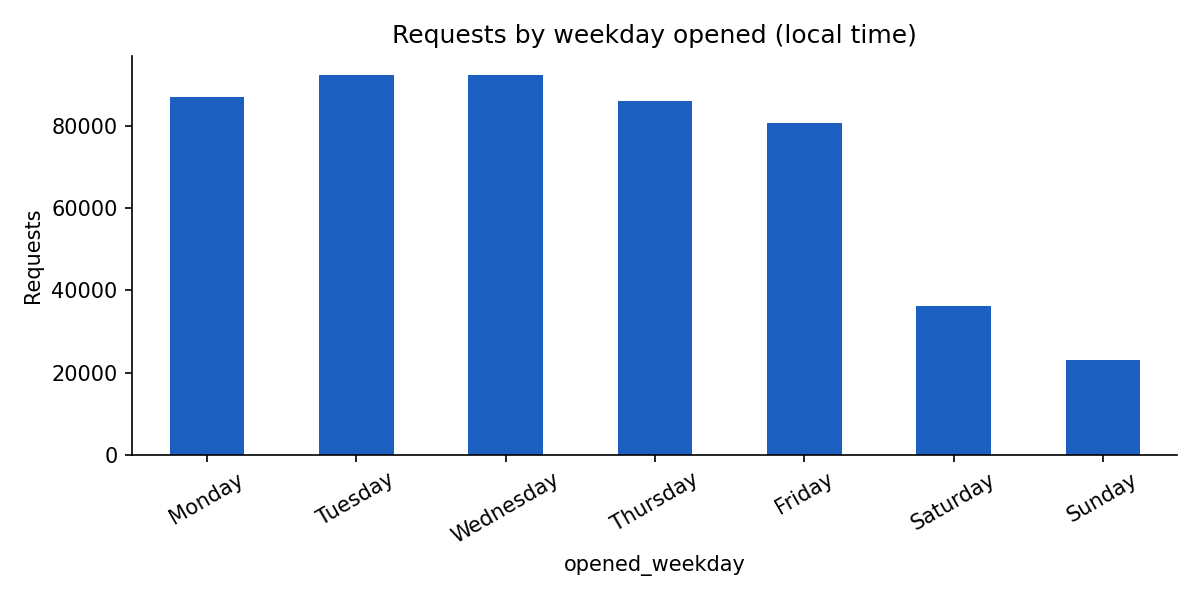 Requests by weekday opened (local time)
Requests
80000
60000
40000
20000
0
Monday
Tuesday
Wednesday
Thursday
Friday
Saturday
Sunday
opened_weekday